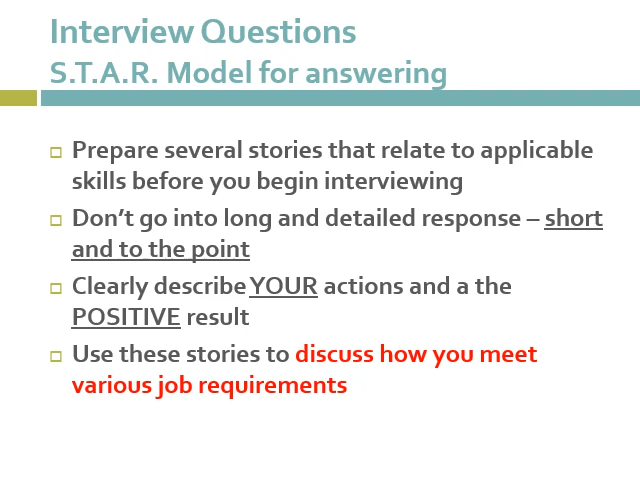 Interview Questions
S.T.A.R. Model for answering
Prepare several stories that relate to applicable
skills before you begin interviewing
Don’t go into long and detailed response – short
and to the point
Clearly describe YOUR actions and a the
POSITIVE result
Use these stories to discuss how you meet
various job requirements